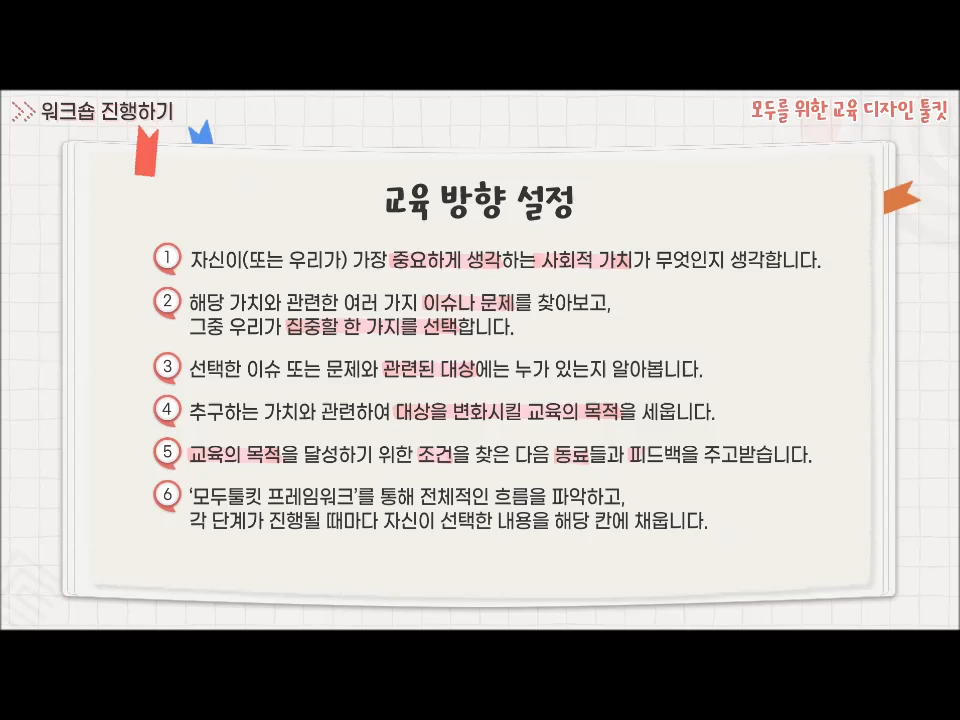 워크숍 진행하기
모두를 위한 교육 디자인 툴킷
교육 방향 설정
1 자신이(또는 우리가) 가장 중요하게 생각하는 사회적 가치가 무엇인지 생각합니다.
2 해당 가치와 관련한 여러 가지 이슈나 문제를 찾아보고,
그중 우리가 집중할 한 가지를 선택합니다.
3 선택한 이슈 또는 문제와 관련된 대상에는 누가 있는지 알아봅니다.
4 추구하는 가치와 관련하여 대상을 변화시킬 교육의 목적을 세웁니다.
5 교육의 목적을 달성하기 위한 조건을 찾은 다음 동료들과 피드백을 주고받습니다.
6 ‘모두툴킷 프레임워크’를 통해 전체적인 흐름을 파악하고,
각 단계가 진행될 때마다 자신이 선택한 내용을 해당 칸에 채웁니다.